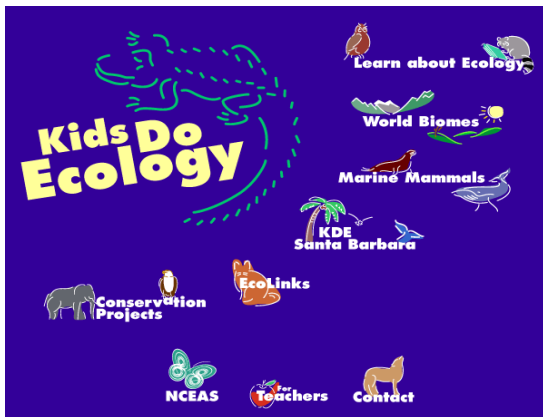 Kids Do
Ecology
Learn about Ecology
World Biomes
Marine Mammals
KDE
Santa Barbara
EcoLinks
Conservation
Projects
NCEAS
For
Teachers
Contact